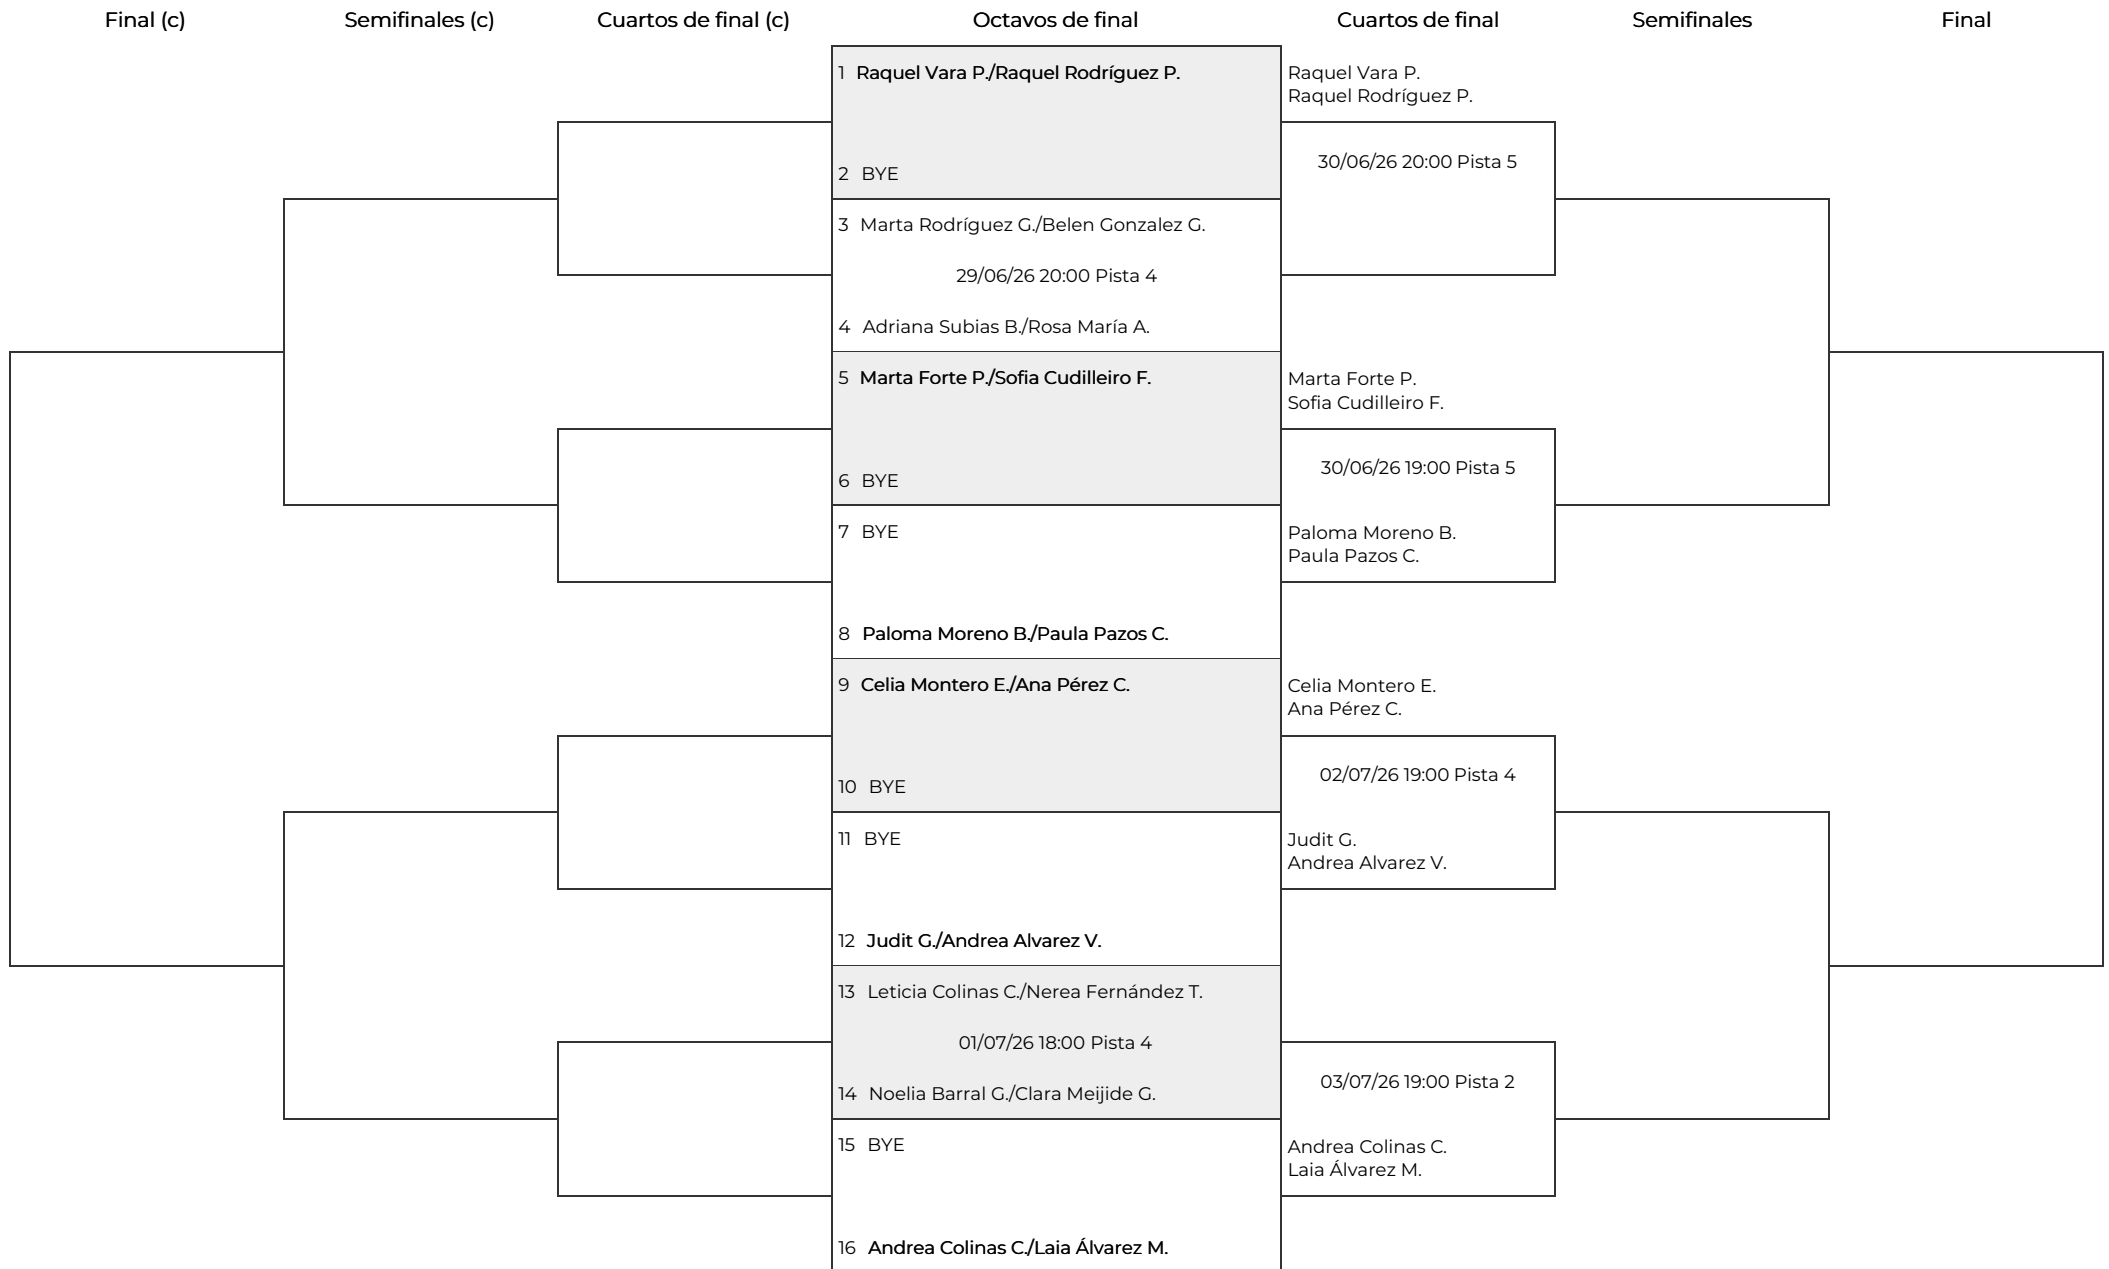 Final (c)
Semifinales (c)
Cuartos de final (c)
Octavos de final
Cuartos de final
Semifinales
Final
1 Raquel Vara P./Raquel Rodríguez P.
2 BYE
3 Marta Rodríguez G./Belen Gonzalez G.
29/06/26 20:00 Pista 4
4 Adriana Subias B./Rosa María A.
5 Marta Forte P./Sofia Cudilleiro F.
6 BYE
7 BYE
8 Paloma Moreno B./Paula Pazos C.
9 Celia Montero E./Ana Pérez C.
10 BYE
11 BYE
12 Judit G./Andrea Alvarez V.
13 Leticia Colinas C./Nerea Fernández T.
01/07/26 18:00 Pista 4
14 Noelia Barral G./Clara Meijide G.
15 BYE
16 Andrea Colinas C./Laia Álvarez M.
Raquel Vara P.
Raquel Rodríguez P.
30/06/26 20:00 Pista 5
Marta Forte P.
Sofia Cudilleiro F.
30/06/26 19:00 Pista 5
Paloma Moreno B.
Paula Pazos C.
Celia Montero E.
Ana Pérez C.
02/07/26 19:00 Pista 4
Judit G.
Andrea Alvarez V.
03/07/26 19:00 Pista 2
Andrea Colinas C.
Laia Álvarez M.